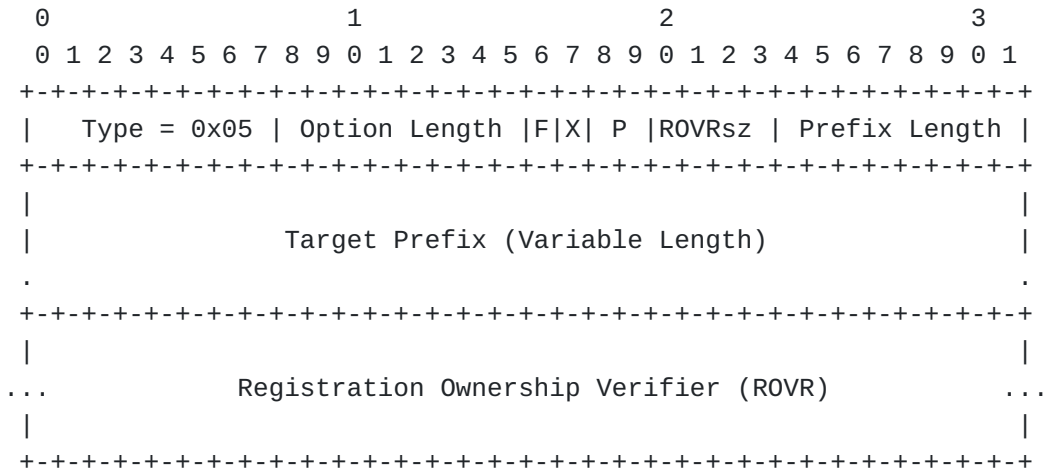 0                   1                   2                   3
 0 1 2 3 4 5 6 7 8 9 0 1 2 3 4 5 6 7 8 9 0 1 2 3 4 5 6 7 8 9 0 1
+-+-+-+-+-+-+-+-+-+-+-+-+-+-+-+-+-+-+-+-+-+-+-+-+-+-+-+-+-+-+-+-+
|   Type = 0x05 | Option Length |F|X| P |ROVRsz | Prefix Length |
+-+-+-+-+-+-+-+-+-+-+-+-+-+-+-+-+-+-+-+-+-+-+-+-+-+-+-+-+-+-+-+-+
|                                                               |
|                Target Prefix (Variable Length)                |
.                                                               .
+-+-+-+-+-+-+-+-+-+-+-+-+-+-+-+-+-+-+-+-+-+-+-+-+-+-+-+-+-+-+-+-+
|                                                               |
...            Registration Ownership Verifier (ROVR)           ...
|                                                               |
+-+-+-+-+-+-+-+-+-+-+-+-+-+-+-+-+-+-+-+-+-+-+-+-+-+-+-+-+-+-+-+-+